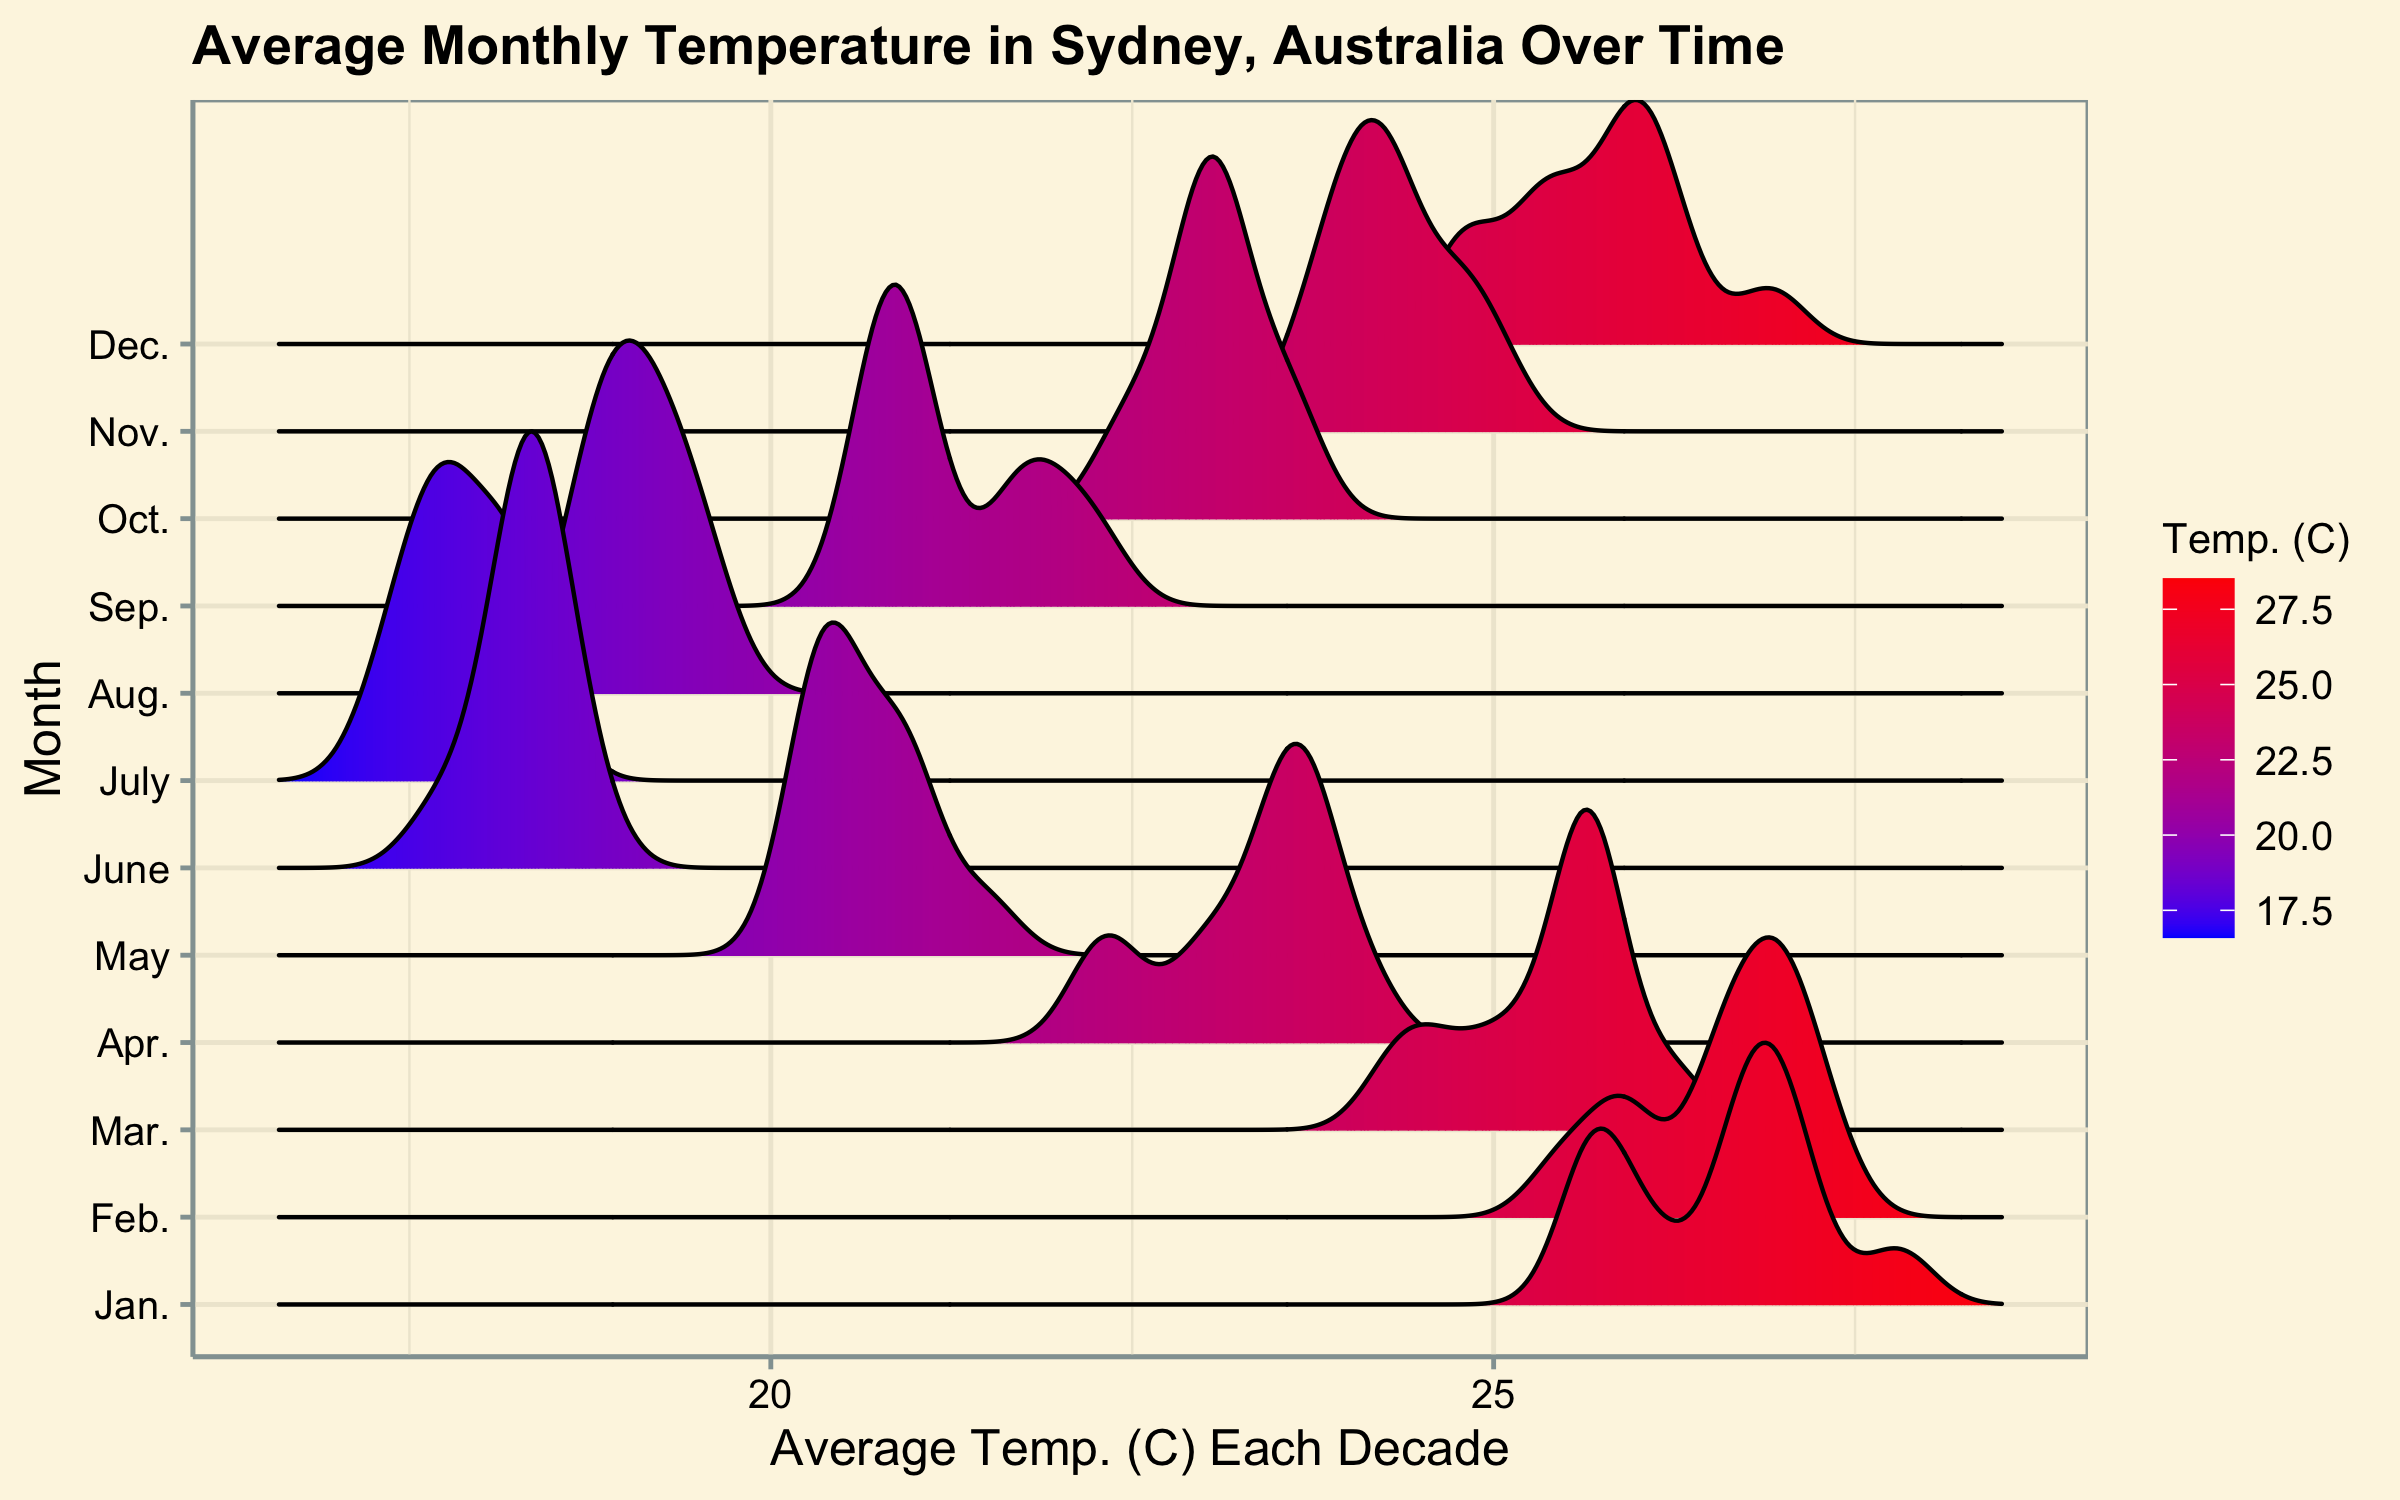 Average Monthly Temperature in Sydney, Australia Over Time
Month
Dec.
Nov.
Oct.
Sep.
Aug.
July
June
May
Apr.
Mar.
Feb.
Jan.
20 25
Average Temp. (C) Each Decade
Temp. (C)
27.5
25.0
22.5
20.0
17.5